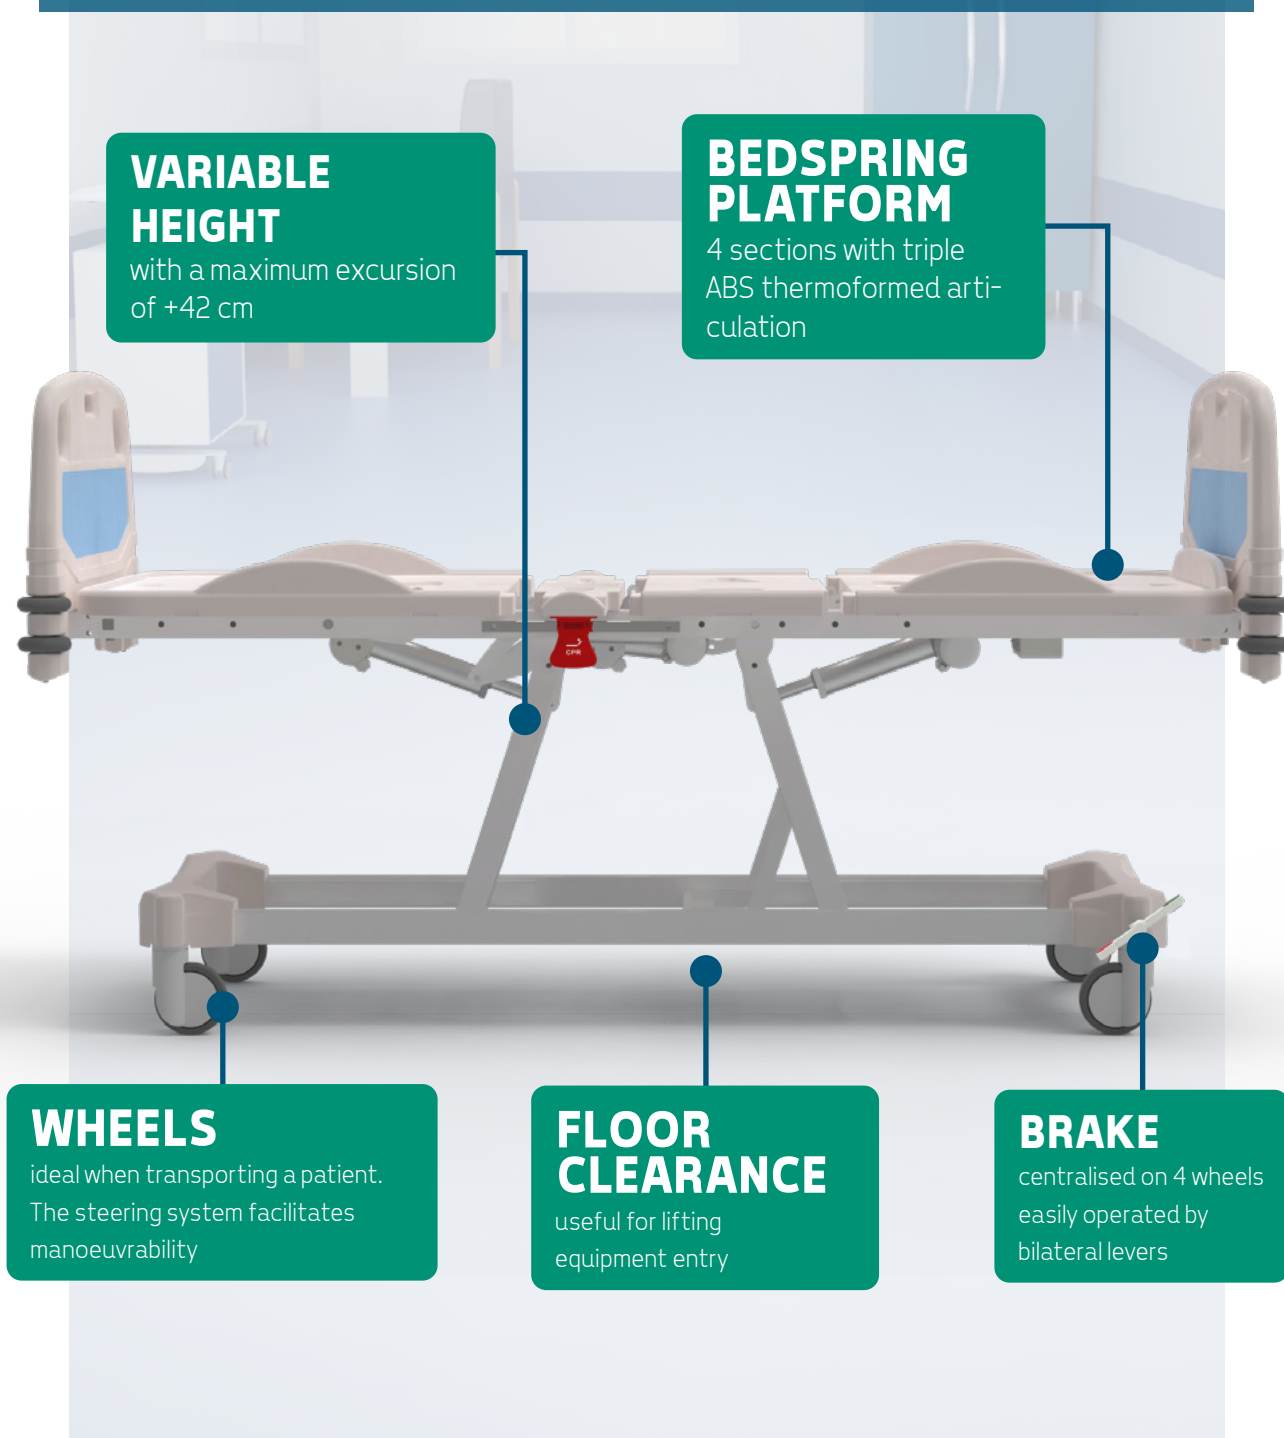 VARIABLE
HEIGHT
with a maximum excursion
of +42 cm
BEDSPRING
PLATFORM
4 sections with triple
ABS thermoformed arti-
culation
CPR
WHEELS
ideal when transporting a patient.
The steering system facilitates
manoeuvrability
FLOOR
CLEARANCE
useful for lifting
equipment entry
BRAKE
centralised on 4 wheels
easily operated by
bilateral levers